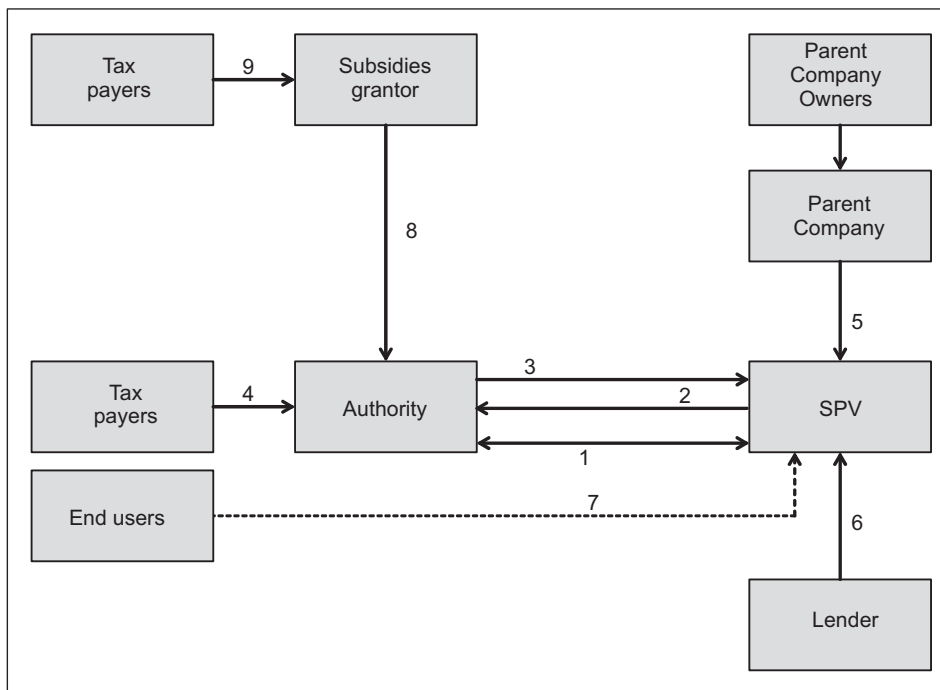 Tax
payers
9
Subsidies
grantor
Parent
Company
Owners
Parent
Company
8
5
Tax
payers
4
Authority
3
2
1
SPV
End users
7
6
Lender